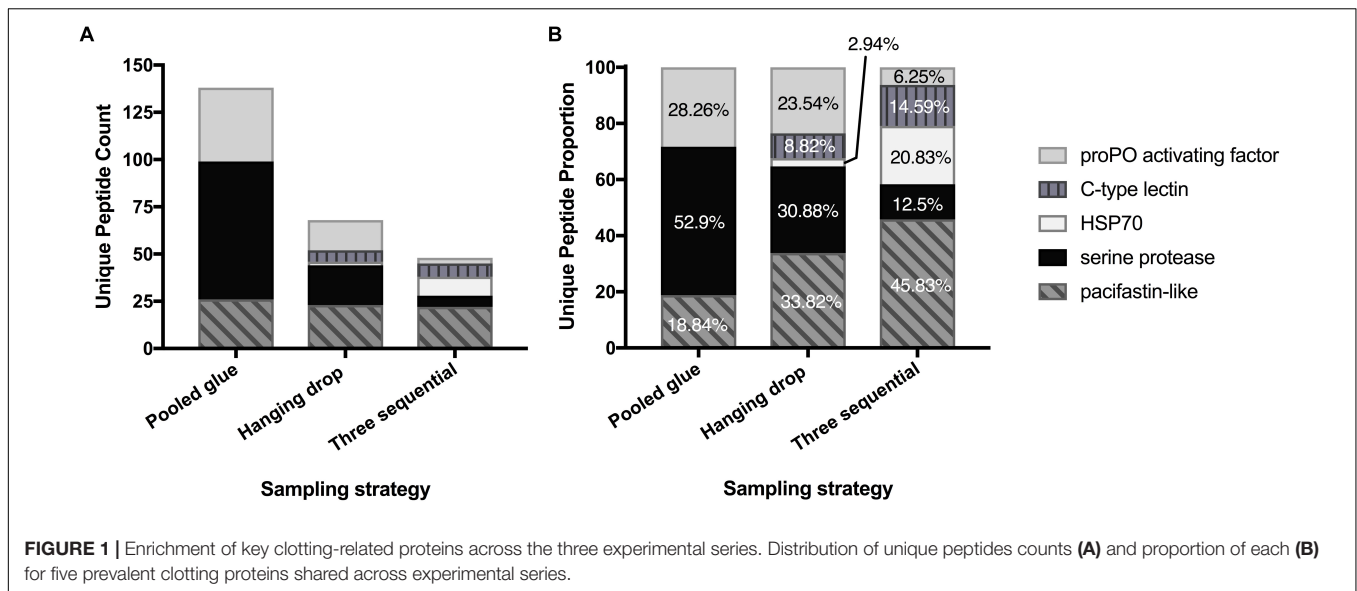 A
150
125
100
75
50
25
0
Unique Peptide Count
Pooled glue
Hanging drop
Three sequential
Sampling strategy
B
2.94%
100
80
60
40
20
0
Unique Peptide Proportion
28.26%
52.9%
18.84%
23.54%
8.82%
30.88%
33.82%
6.25%
14.59%
20.83%
12.5%
45.83%
Pooled glue
Hanging drop
Three sequential
Sampling strategy
proPO activating factor
C-type lectin
HSP70
serine protease
pacifastin-like
FIGURE 1 | Enrichment of key clotting-related proteins across the three experimental series. Distribution of unique peptides counts (A) and proportion of each (B)
for five prevalent clotting proteins shared across experimental series.